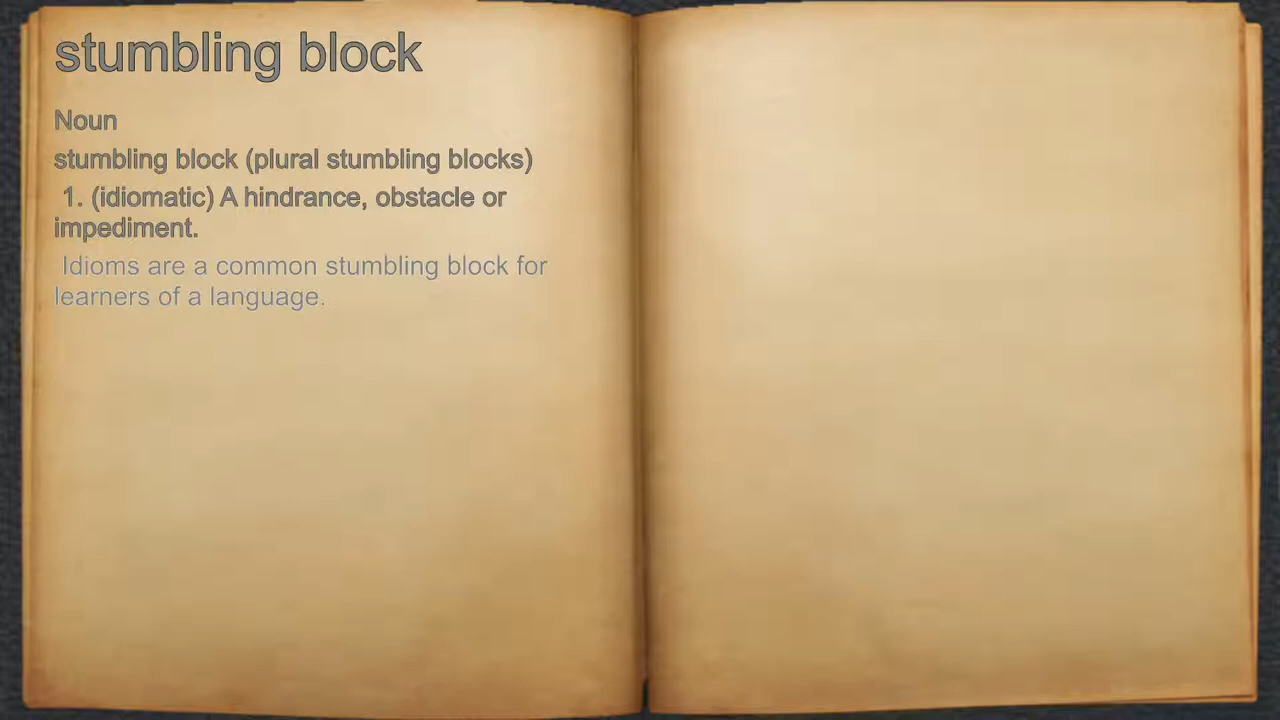 stumbling block
Noun
stumbling block (plural stumbling blocks)
1. (idiomatic) A hindrance, obstacle or
impediment.
Idioms are a common stumbling block for
learners of a language.